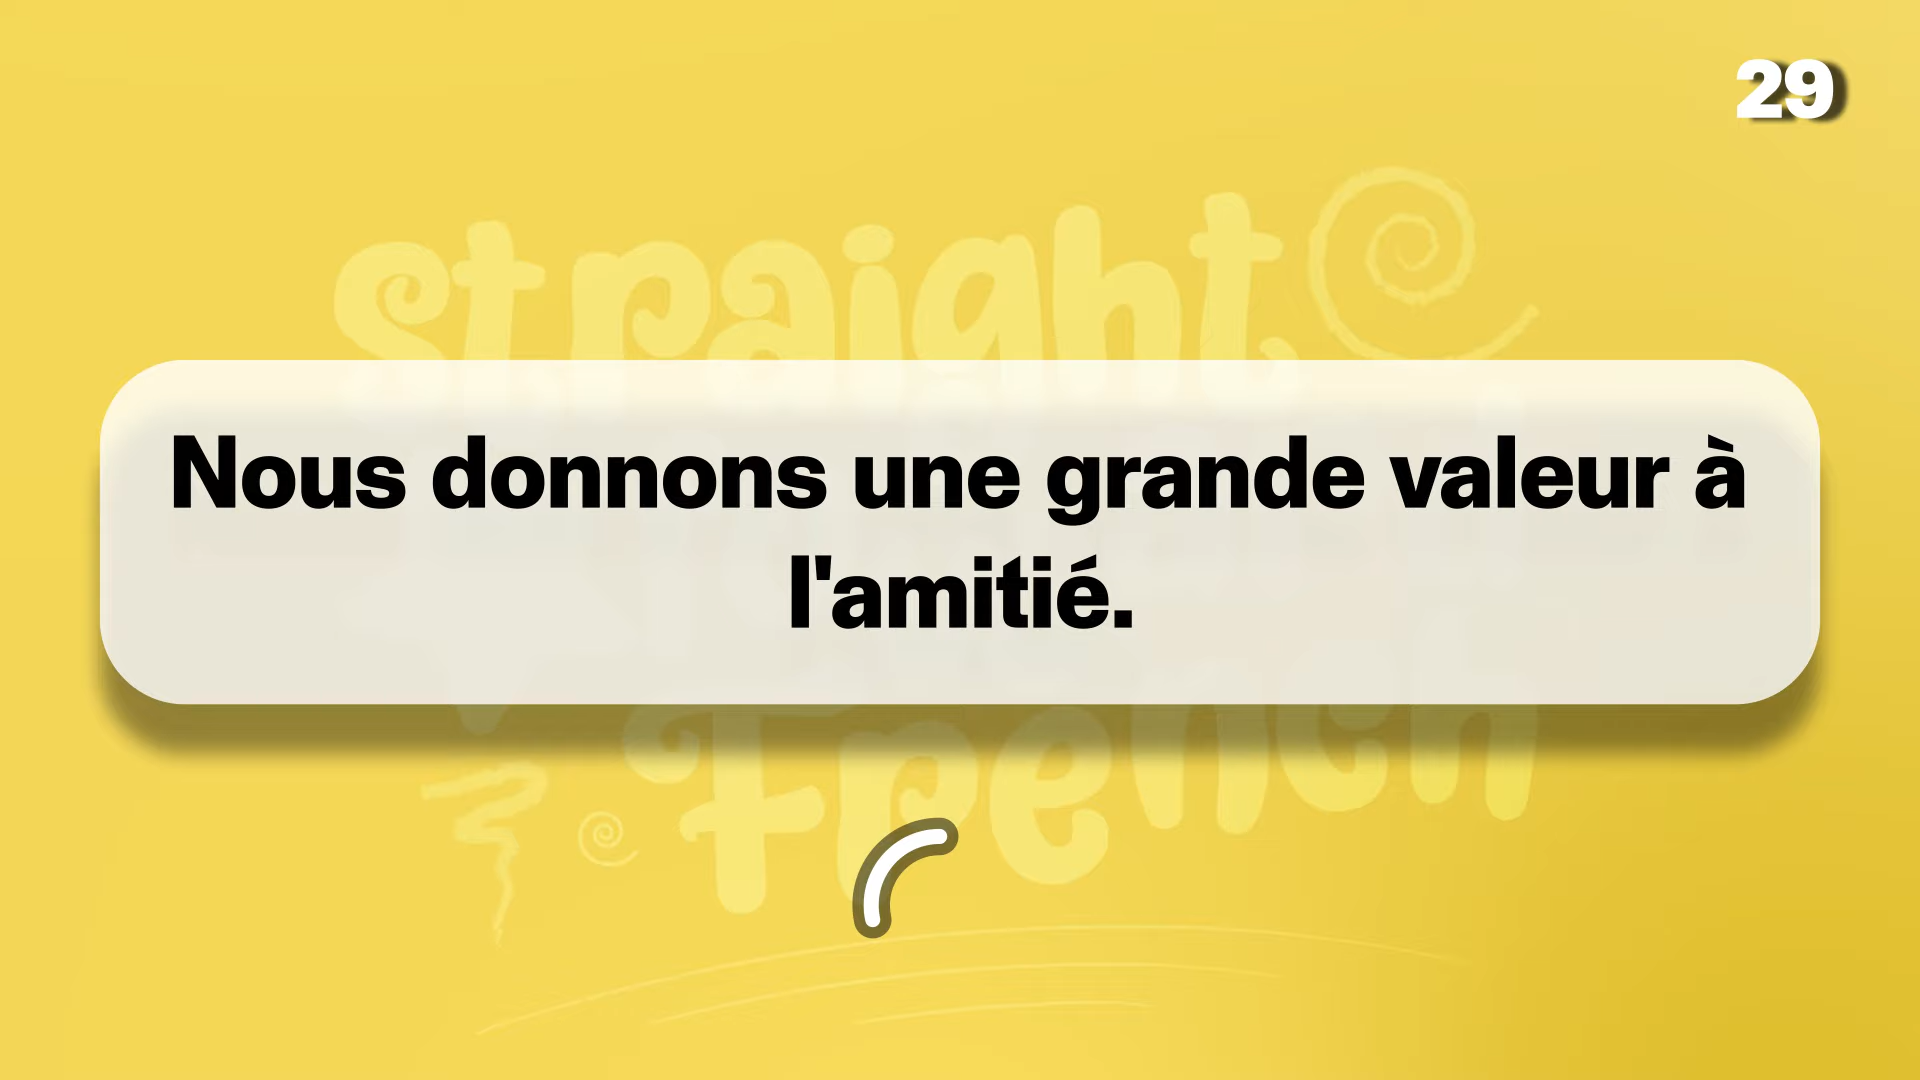 29
straight
Nous donnons une grande valeur à
l'amitié.
French